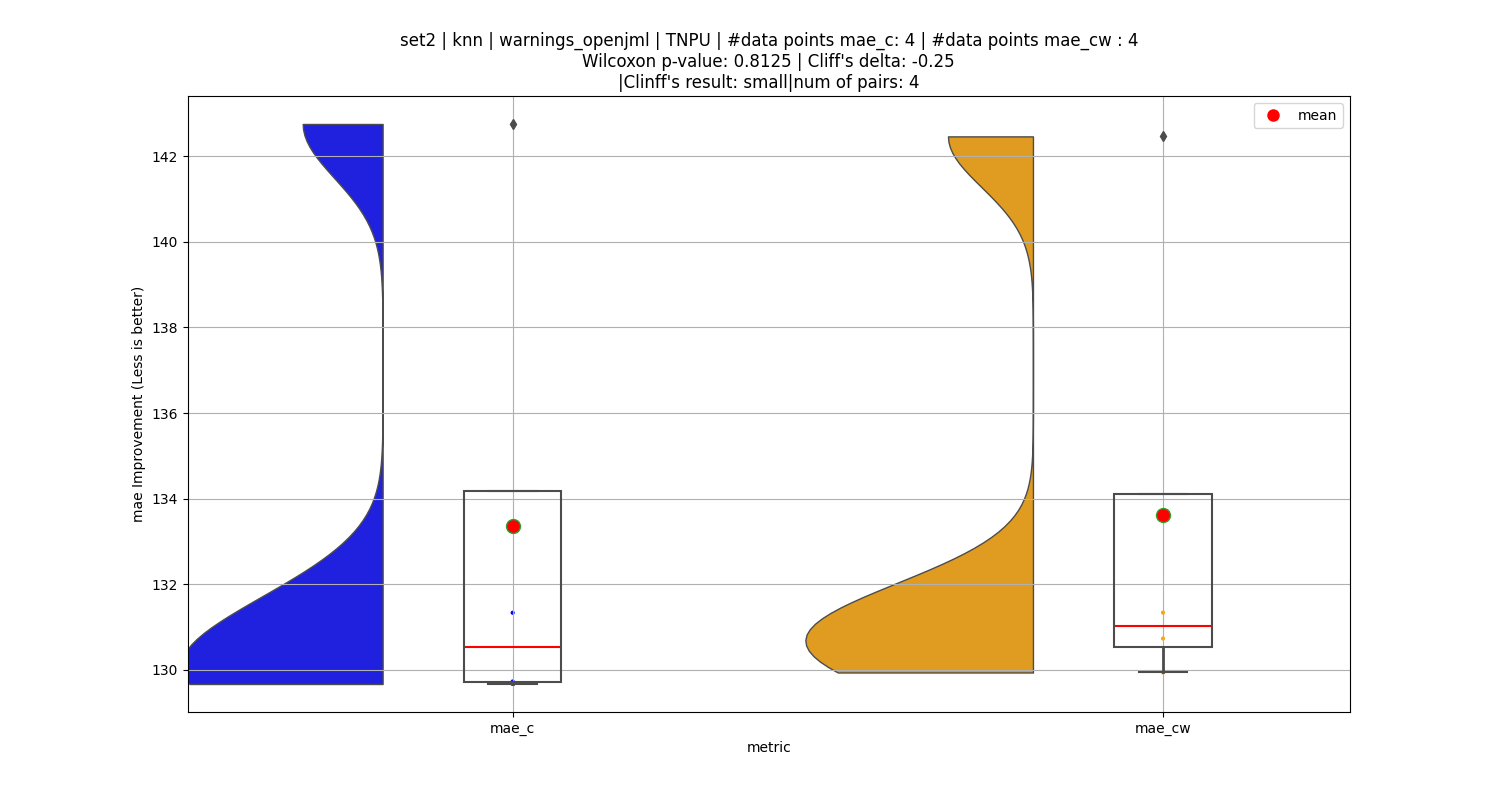 set2 | knn | warnings_openjml | TNPU | #data points mae_c: 4 | #data points mae_cw : 4
Wilcoxon p-value: 0.8125 | Cliff's delta: -0.25
|Clinff's result: small|num of pairs: 4
mean
142
140
138
136
134
132
130
mae Improvement (Less is better)
mae_c
mae_cw
metric